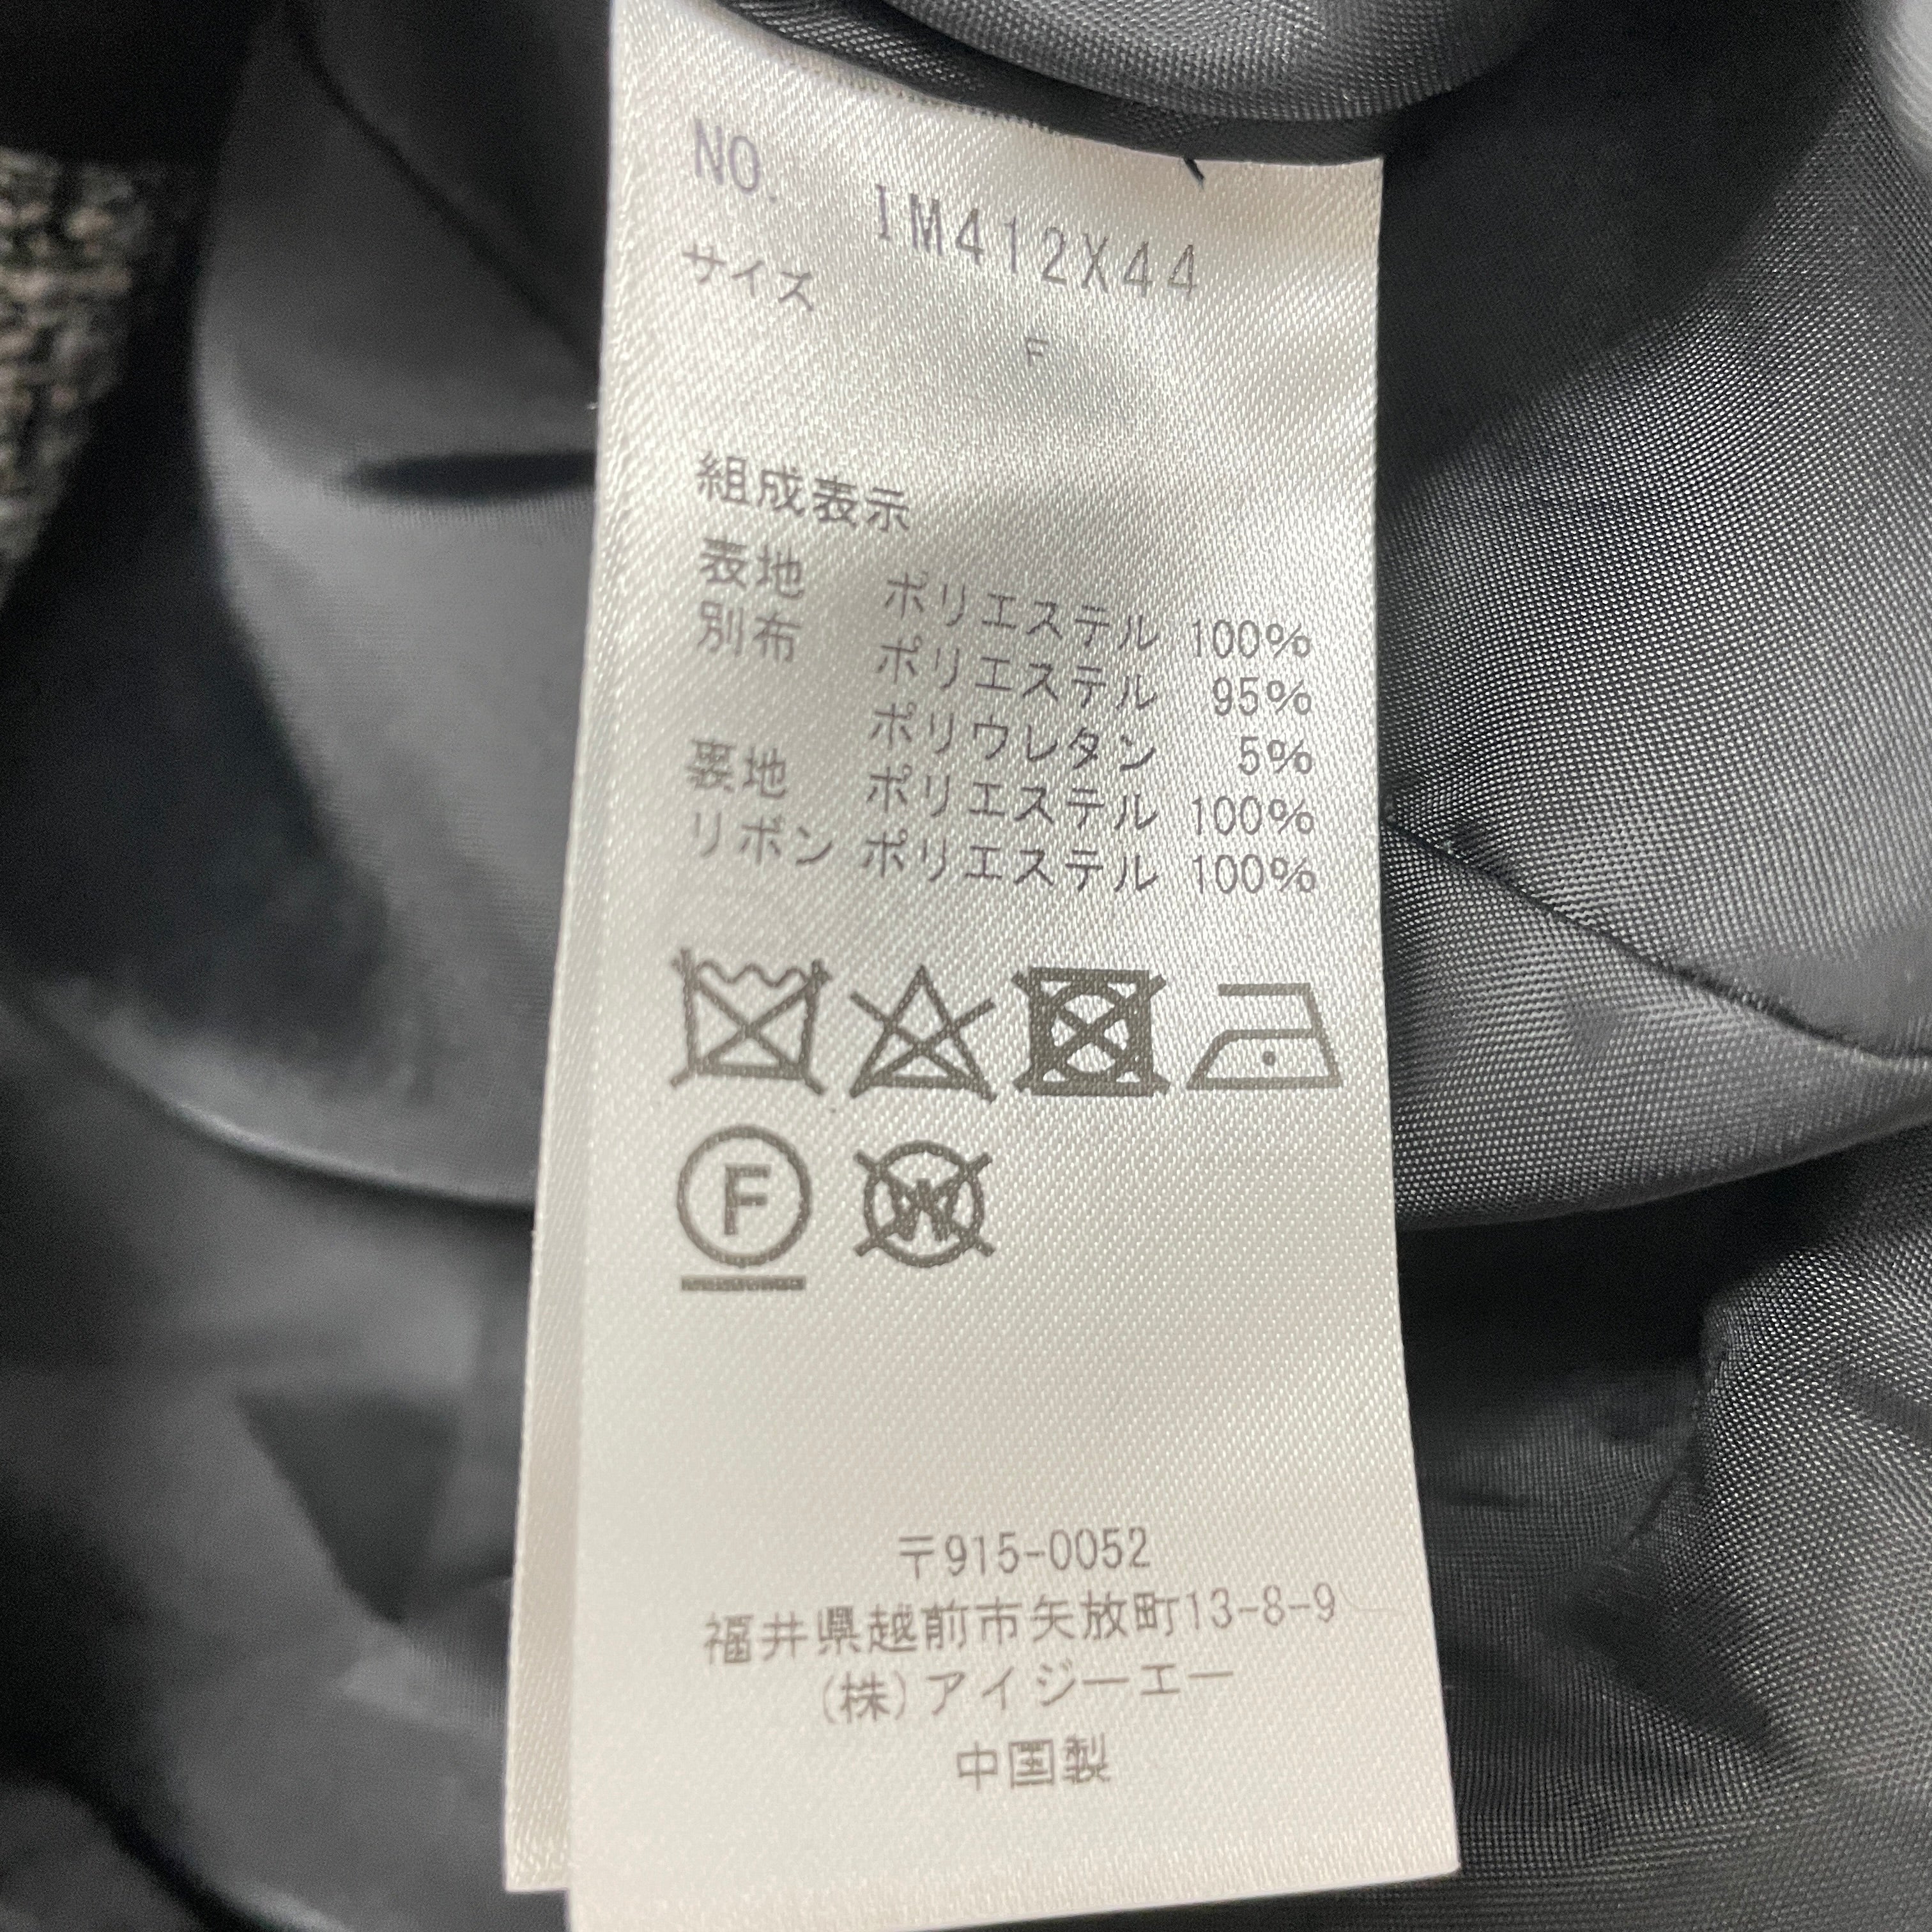 NO. IM412X44
サイズ
F
組成表示
表地 ポリエステル 100%
別布 ポリエステル 95%
ポリウレタン 5%
裏地 ポリエステル 100%
リボン ポリエステル 100%
F W
〒915-0052
福井県越前市矢放町13-8-9
(株)アイジーエー
中国製